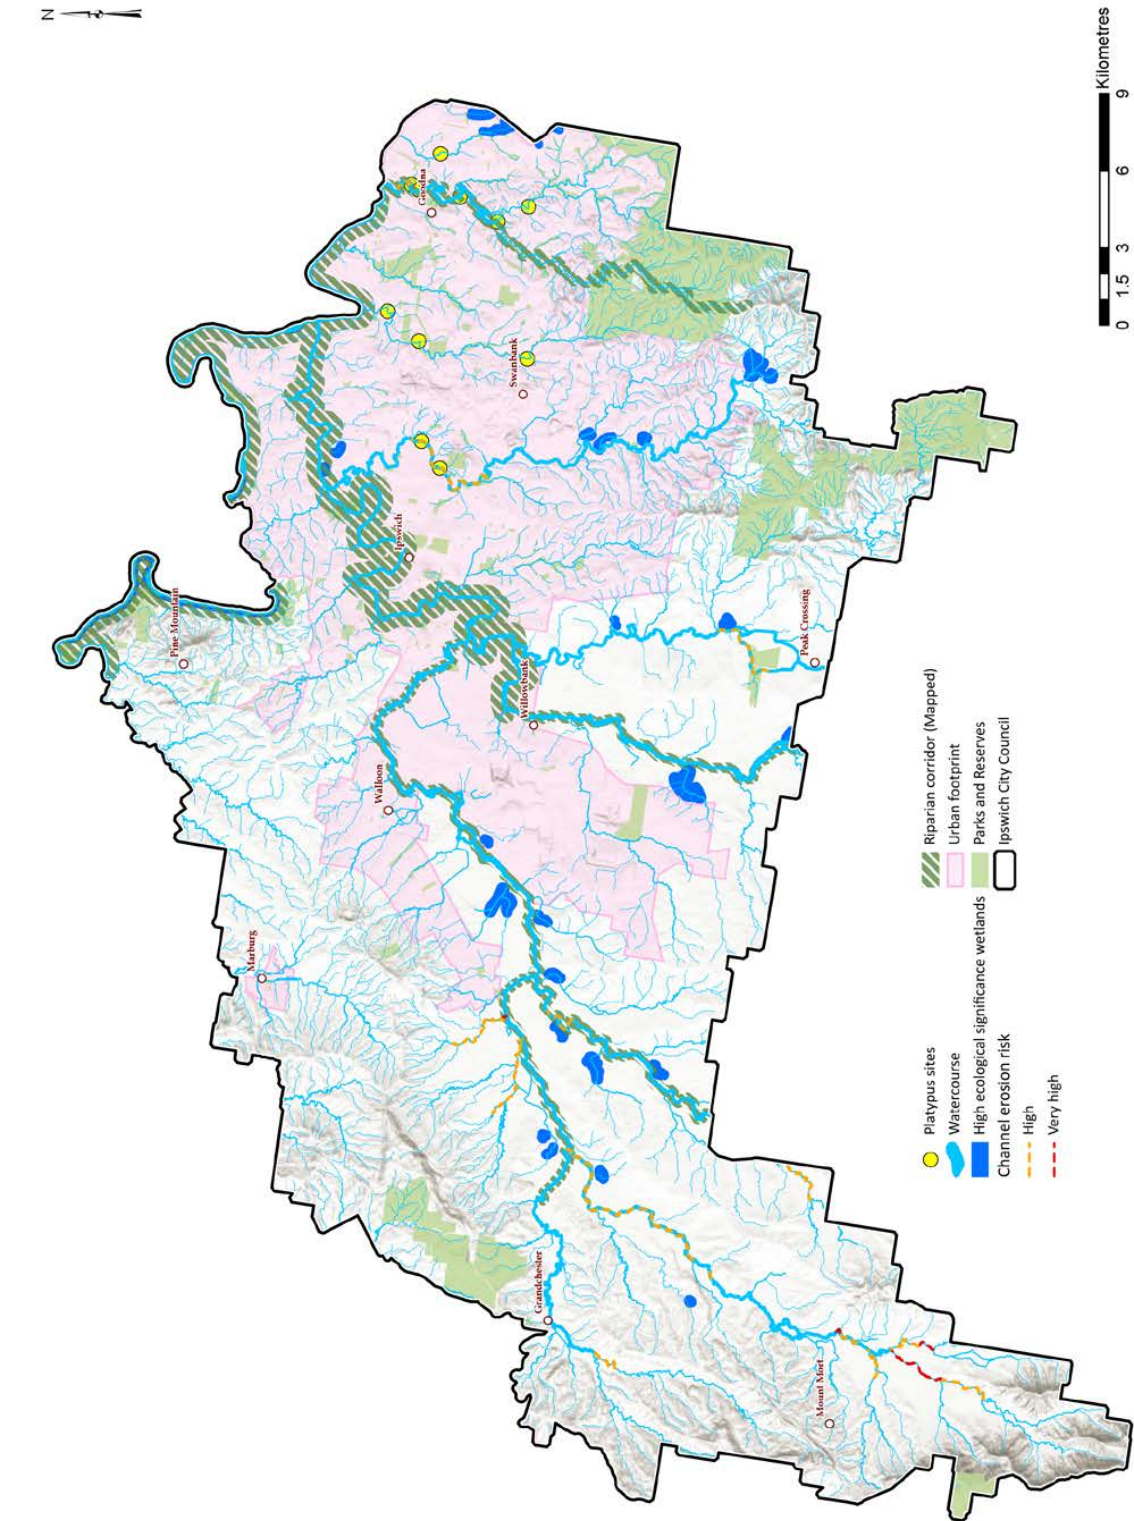 N
Pine Mountain
Marburg
Walloon
Ipswich
Goodna
Swanbank
Willowbank
Grandchester
Peak Crossing
Mount Mort
Platypus sites
Watercourse
High ecological significance wetlands
Channel erosion risk
High
Very high
Riparian corridor (Mapped)
Urban footprint
Parks and Reserves
Ipswich City Council
0 1.5 3 6 9
Kilometres